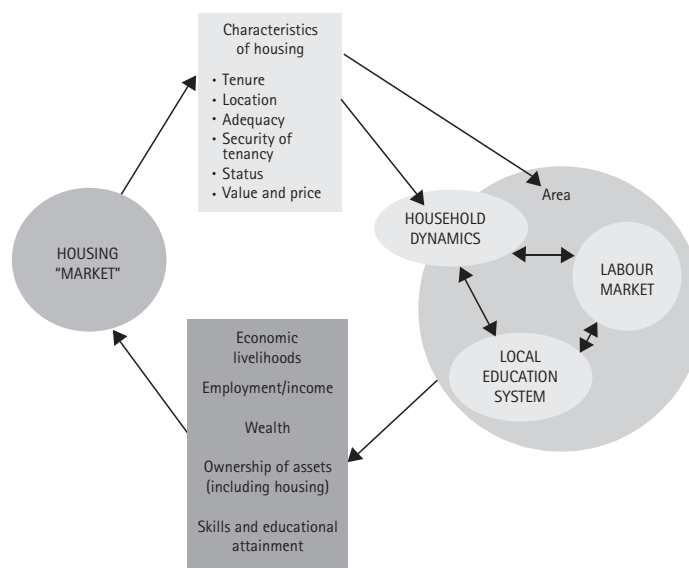 Characteristics
of housing
• Tenure
• Location
• Adequacy
• Security of
tenancy
• Status
• Value and price
Area
HOUSEHOLD
DYNAMICS
LABOUR
MARKET
LOCAL
EDUCATION
SYSTEM
HOUSING
“MARKET”
Economic
livelihoods
Employment/income
Wealth
Ownership of assets
(including housing)
Skills and educational
attainment